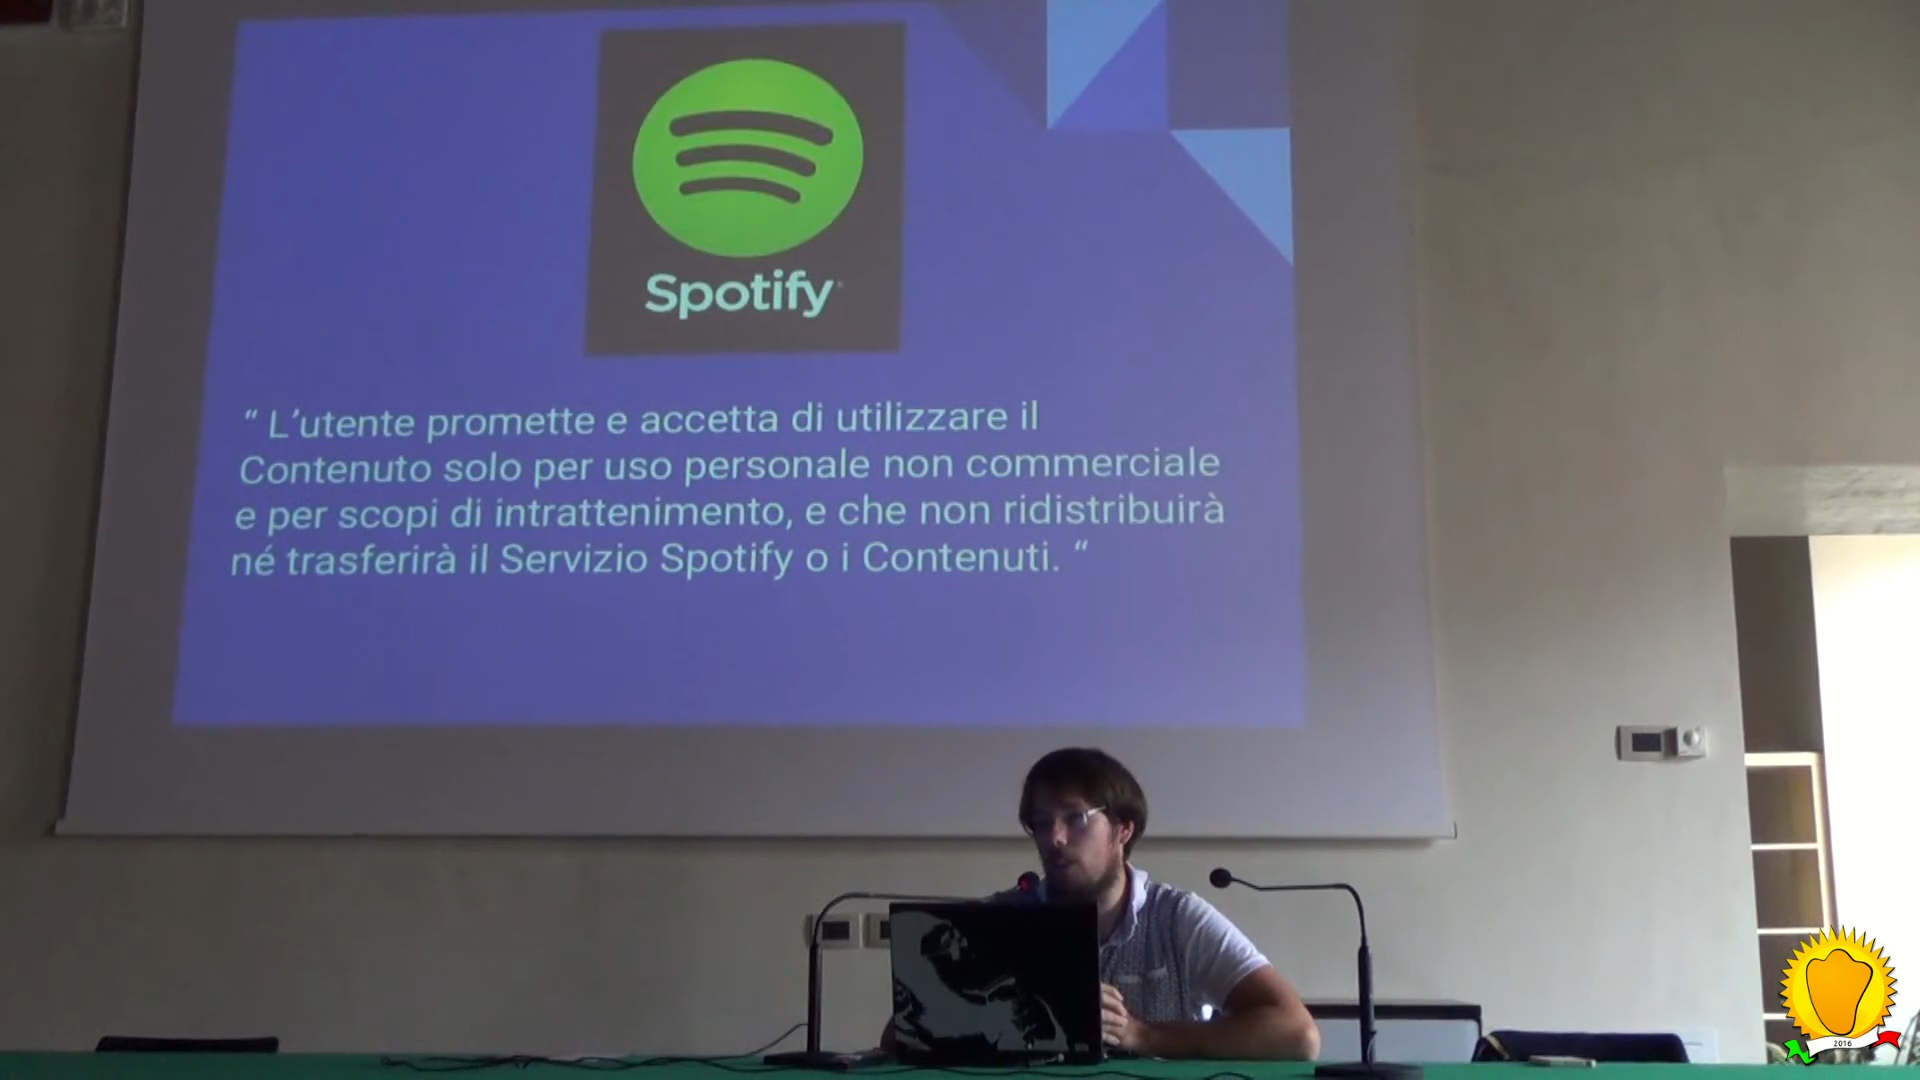 Spotify
“ L’utente promette e accetta di utilizzare il
Contenuto solo per uso personale non commerciale
e per scopi di intrattenimento, e che non ridistribuirà
né trasferirà il Servizio Spotify o i Contenuti. “
2016